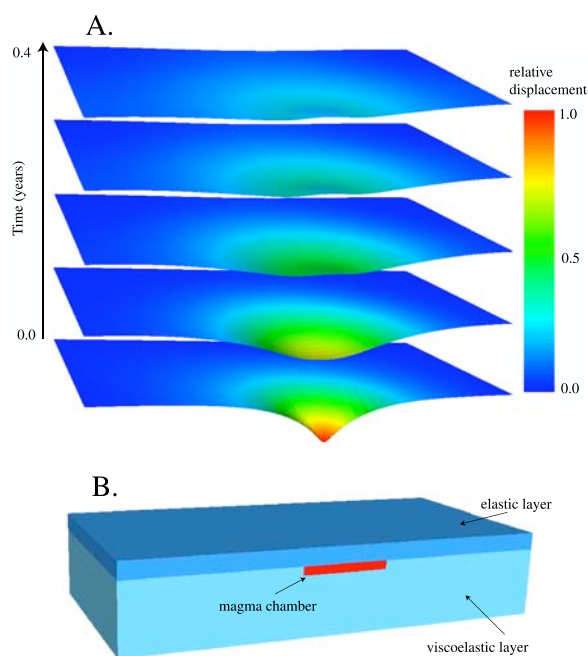 A.
0.4
Time (years)
0.0
relative
displacement
1.0
0.5
0.0
B.
elastic layer
magma chamber
viscoelastic layer